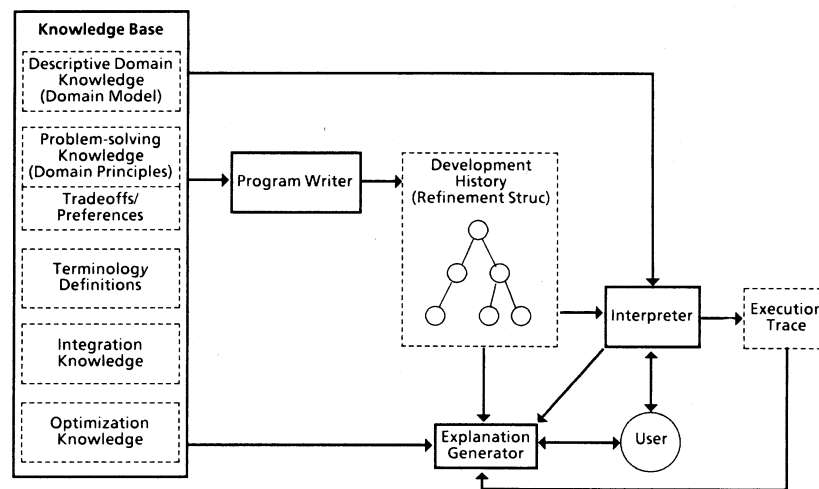 Knowledge Base
Descriptive Domain
Knowledge
(Domain Model)
Problem-solving
Knowledge
(Domain Principles)
Tradeoffs/
Preferences
Terminology
Definitions
Integration
Knowledge
Optimization
Knowledge
Program Writer
Development
History
(Refinement Struc)
Interpreter
Execution
Trace
Explanation
Generator
User